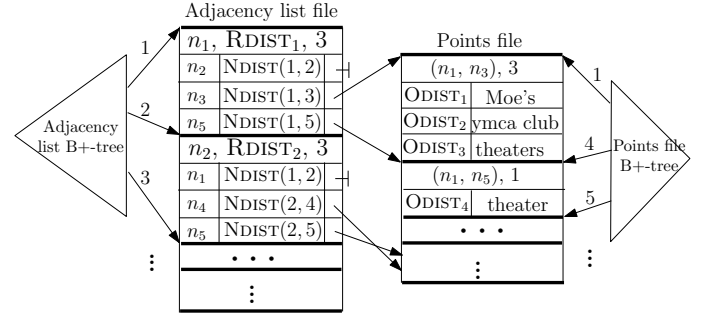 Adjacency list file
n1, RDIST1, 3
n2 NDIST(1, 2)
n3 NDIST(1, 3)
n5 NDIST(1, 5)
n2, RDIST2, 3
n1 NDIST(1, 2)
n4 NDIST(2, 4)
n5 NDIST(2, 5)
...
...
Adjacency
list B+-tree
1
2
3
...
Points file
(n1, n3), 3
ODIST1 Moe's
ODIST2 ymca club
ODIST3 theaters
(n1, n5), 1
ODIST4 theater
...
...
1
4
5
Points file
B+-tree
...